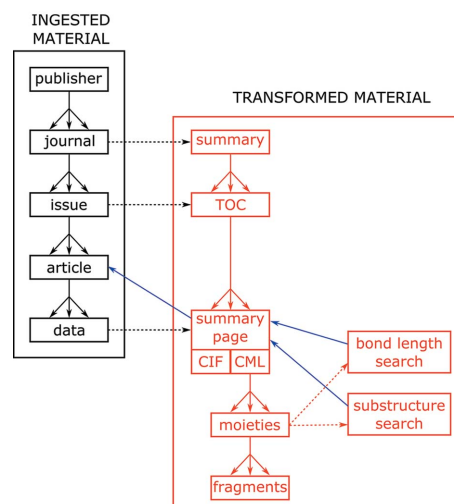 INGESTED
MATERIAL
publisher
journal
issue
article
data
TRANSFORMED MATERIAL
summary
TOC
summary
page
CIF CML
moieties
fragments
bond length
search
substructure
search